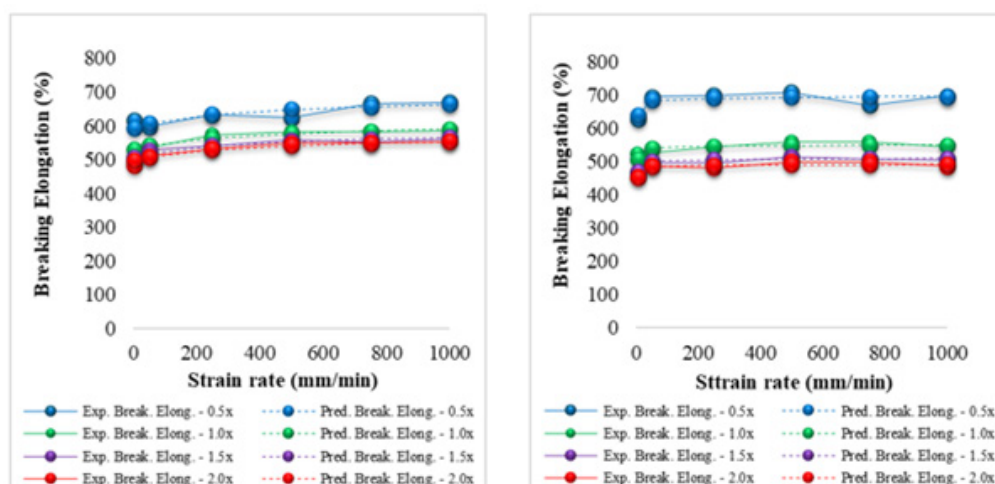 Breaking Elongation (%)
800
700
600
500
400
300
200
100
0
0 200 400 600 800 1000
Strain rate (mm/min)
Exp. Break. Elong. - 0.5x Pred. Break. Elong. - 0.5x
Exp. Break. Elong. - 1.0x Pred. Break. Elong. - 1.0x
Exp. Break. Elong. - 1.5x Pred. Break. Elong. - 1.5x
Exp. Break. Elong. - 2.0x Pred. Break. Elong. - 2.0x
Breaking Elongation (%)
800
700
600
500
400
300
200
100
0
0 200 400 600 800 1000
Sttrain rate (mm/min)
Exp. Break. Elong. - 0.5x Pred. Break. Elong. - 0.5x
Exp. Break. Elong. - 1.0x Pred. Break. Elong. - 1.0x
Exp. Break. Elong. - 1.5x Pred. Break. Elong. - 1.5x
Exp. Break. Elong. - 2.0x Pred. Break. Elong. - 2.0x